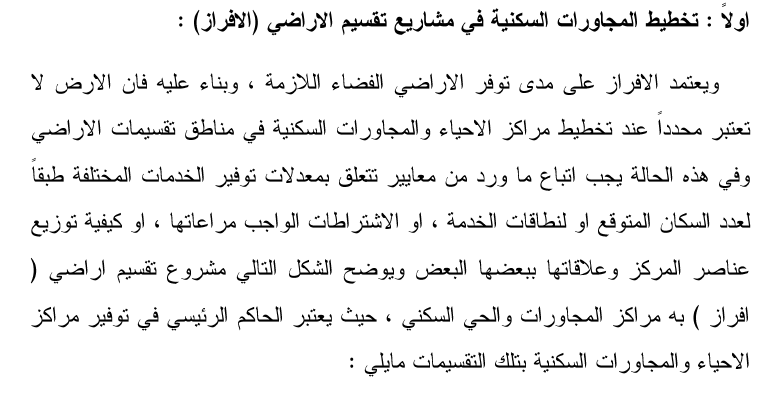 اولاً : تخطيط المجاورات السكنية في مشاريع تقسيم الاراضي (الافراز) :
ويعتمد الافراز على مدى توفر الاراضي الفضاء اللازمة ، وبناء عليه فان الارض لا
تعتبر محدداً عند تخطيط مراكز الاحياء والمجاورات السكنية في مناطق تقسيمات الاراضي
وفي هذه الحالة يجب اتباع ما ورد من معايير تتعلق بمعدلات توفير الخدمات المختلفة طبقاً
لعدد السكان المتوقع او لنطاقات الخدمة ، او الاشتراطات الواجب مراعاتها ، او كيفية توزيع
عناصر المركز وعلاقاتها ببعضها البعض ويوضح الشكل التالي مشروع تقسيم اراضي (
افراز ) به مراكز المجاورات والحي السكني ، حيث يعتبر الحاكم الرئيسي في توفير مراكز
الاحياء والمجاورات السكنية بتلك التقسيمات مايلي :